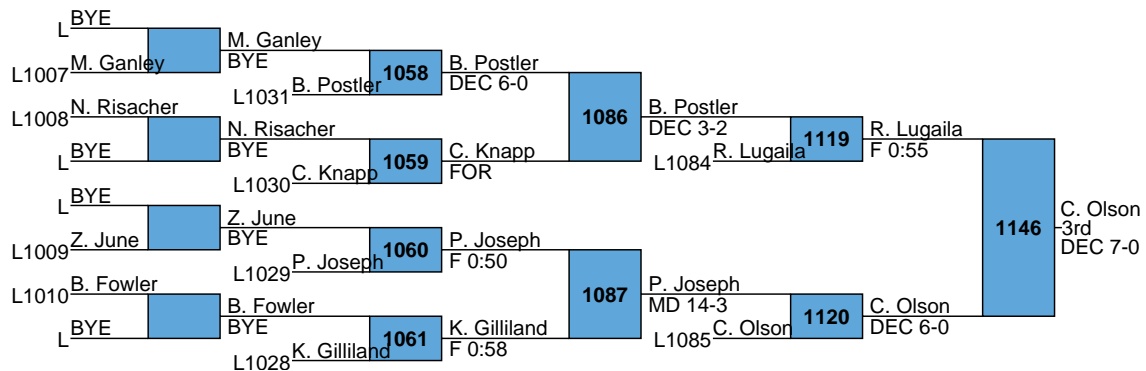 BYE
L
M. Ganley
BYE
L1007 M. Ganley
1058
B. Postler
DEC 6-0
L1031 B. Postler
L1008 N. Risacher
1086
B. Postler
DEC 3-2
N. Risacher
BYE
L BYE
1059
C. Knapp
FOR
L1030 C. Knapp
1119
R. Lugaila
F 0:55
L1084 R. Lugaila
L BYE
Z. June
BYE
L1009 Z. June
1060
P. Joseph
F 0:50
L1029 P. Joseph
1146
C. Olson
3rd
DEC 7-0
L1010 B. Fowler
1087
P. Joseph
MD 14-3
B. Fowler
BYE
L BYE
1061
K. Gilliland
F 0:58
L1028 K. Gilliland
1120
C. Olson
DEC 6-0
L1085 C. Olson